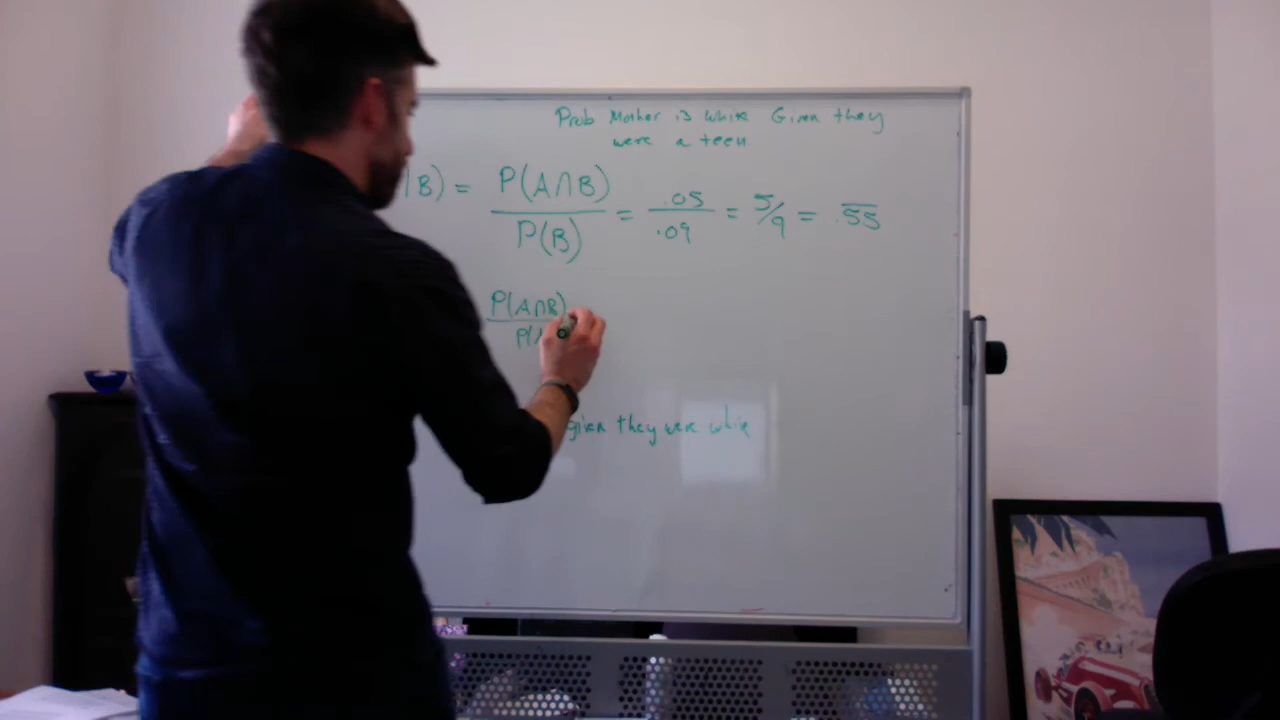 Prob Mother is white Given they
were a teen
|B) = P(A∩B) / P(B) = .05 / .09 = 5/9 = .55
P(A∩B)
P(
given they were white